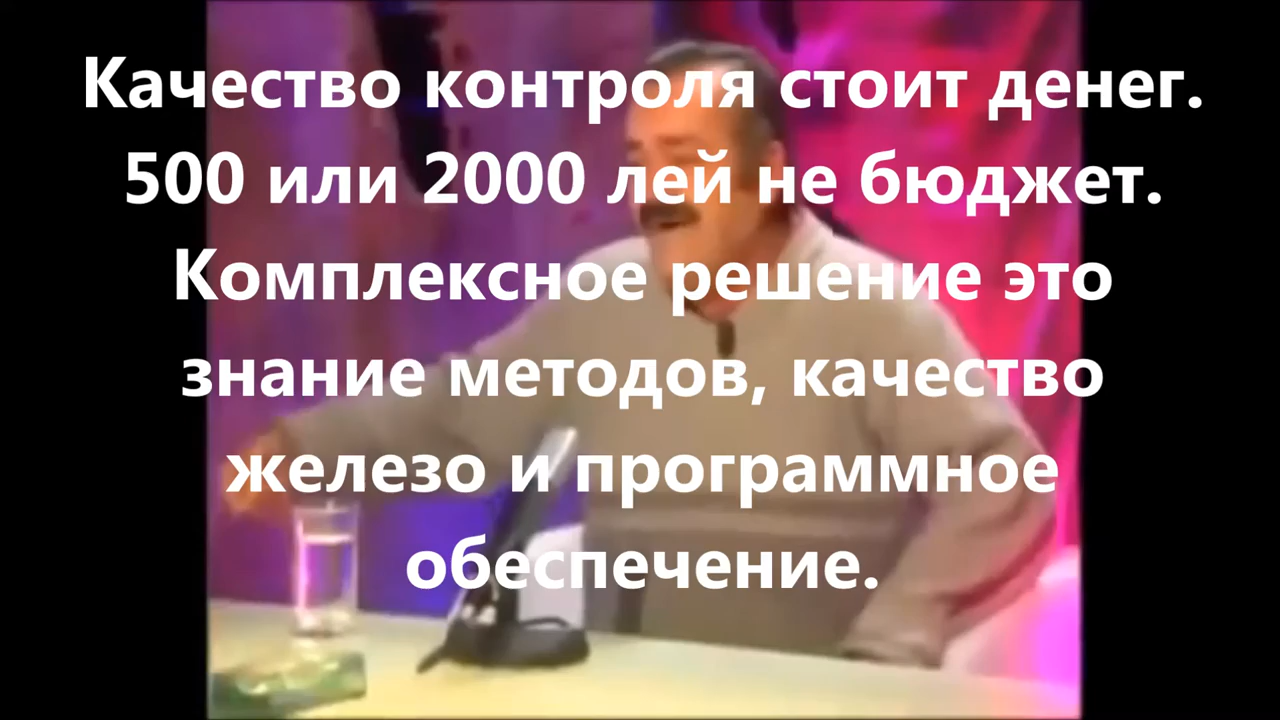 Качество контроля стоит денег.
500 или 2000 лей не бюджет.
Комплексное решение это
знание методов, качество
железо и программное
обеспечение.